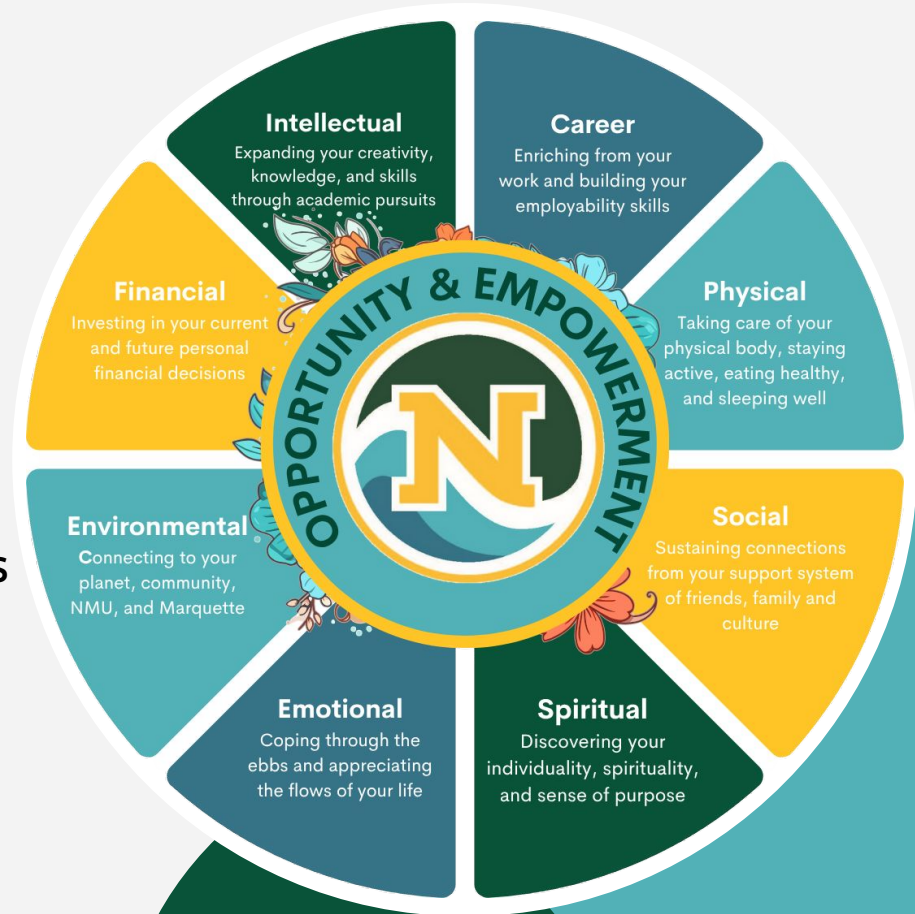 Intellectual
Expanding your creativity,
knowledge, and skills
through academic pursuits
Career
Enriching from your
work and building your
employability skills
Financial
Investing in your current
and future personal
financial decisions
Physical
Taking care of your
physical body, staying
active, eating healthy,
and sleeping well
OPPORTUNITY & EMPOWERMENT
N
Environmental
Connecting to your
planet, community,
NMU, and Marquette
s
Social
Sustaining connections
from your support system
of friends, family and
culture
Emotional
Coping through the
ebbs and appreciating
the flows of your life
Spiritual
Discovering your
individuality, spirituality,
and sense of purpose